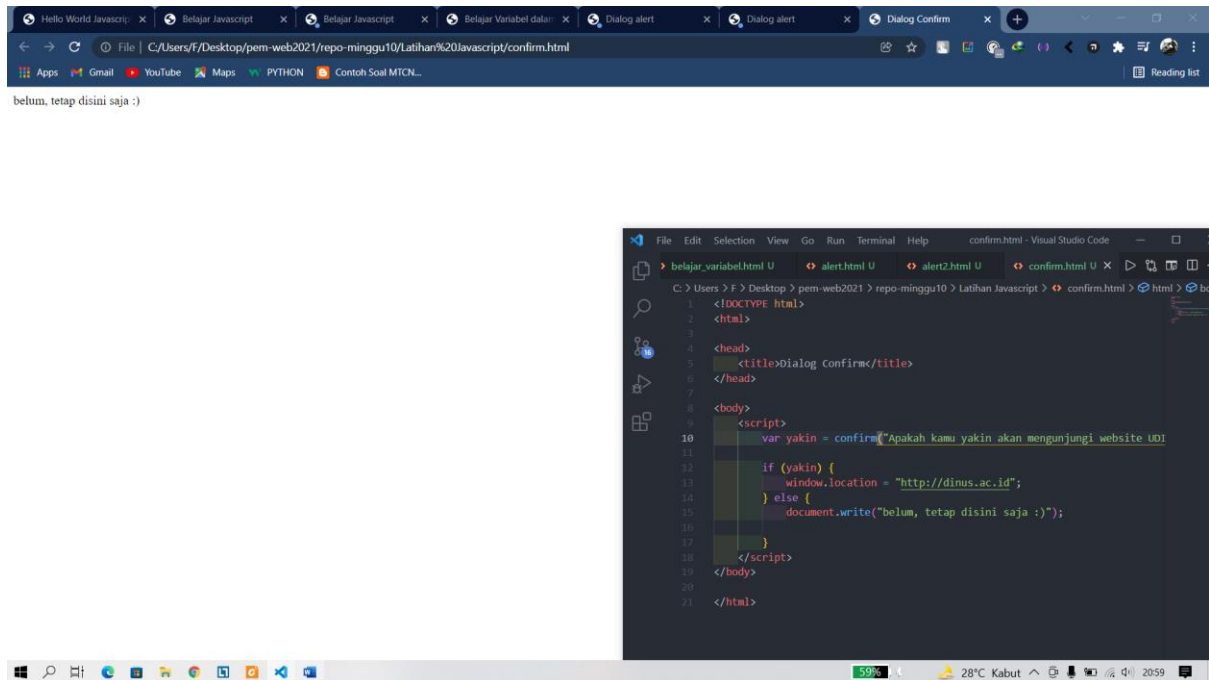 Hello World Javascrip
Belajar Javascript
Belajar Javascript
Belajar Variabel dalam
Dialog alert
Dialog alert
Dialog Confirm
File | C:/Users/F/Desktop/pem-web2021/repo-minggu10/Latihan%20Javascript/confirm.html
Apps Gmail YouTube Maps PYTHON Contoh Soal MTCN... Reading list
belum, tetap disini saja :)
File Edit Selection View Go Run Terminal Help confirm.html - Visual Studio Code
belajar_variabel.html U alert.html U alert2.html U confirm.html U
C: > Users > F > Desktop > pem-web2021 > repo-minggu10 > Latihan Javascript > confirm.html > html > bo
1 <!DOCTYPE html>
2 <html>
3
4 <head>
5 <title>Dialog Confirm</title>
6 </head>
7
8 <body>
9 <script>
10 var yakin = confirm("Apakah kamu yakin akan mengunjungi website UDI
11
12 if (yakin) {
13 window.location = "http://dinus.ac.id";
14 } else {
15 document.write("belum, tetap disini saja :)");
16
17 }
18 </script>
19 </body>
20
21 </html>
16
59% 28°C Kabut 20:59